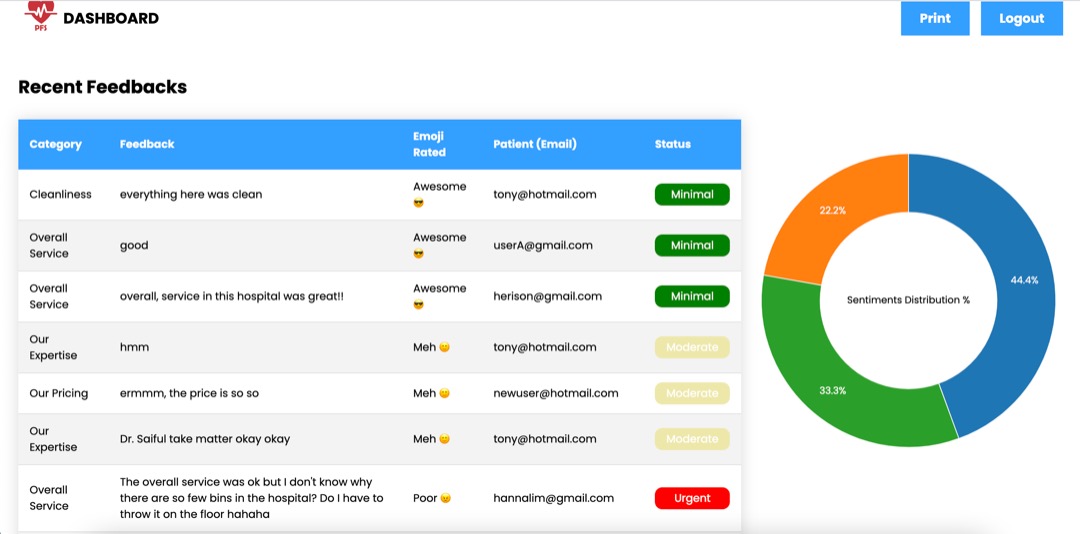 PFS
DASHBOARD
Print
Logout
Recent Feedbacks
Category
Feedback
Emoji
Rated
Patient (Email)
Status
Cleanliness
everything here was clean
Awesome
😎
tony@hotmail.com
Minimal
Overall
Service
good
Awesome
😎
userA@gmail.com
Minimal
Overall
Service
overall, service in this hospital was great!!
Awesome
😎
herison@gmail.com
Minimal
Our
Expertise
hmm
Meh
tony@hotmail.com
Moderate
Our Pricing
ermmm, the price is so so
Meh
newuser@hotmail.com
Moderate
Our
Expertise
Dr. Saiful take matter okay okay
Meh
tony@hotmail.com
Moderate
Overall
Service
The overall service was ok but I don't know why
there are so few bins in the hospital? Do I have to
throw it on the floor hahaha
Poor
hannalim@gmail.com
Urgent
22.2%
44.4%
Sentiments Distribution %
33.3%